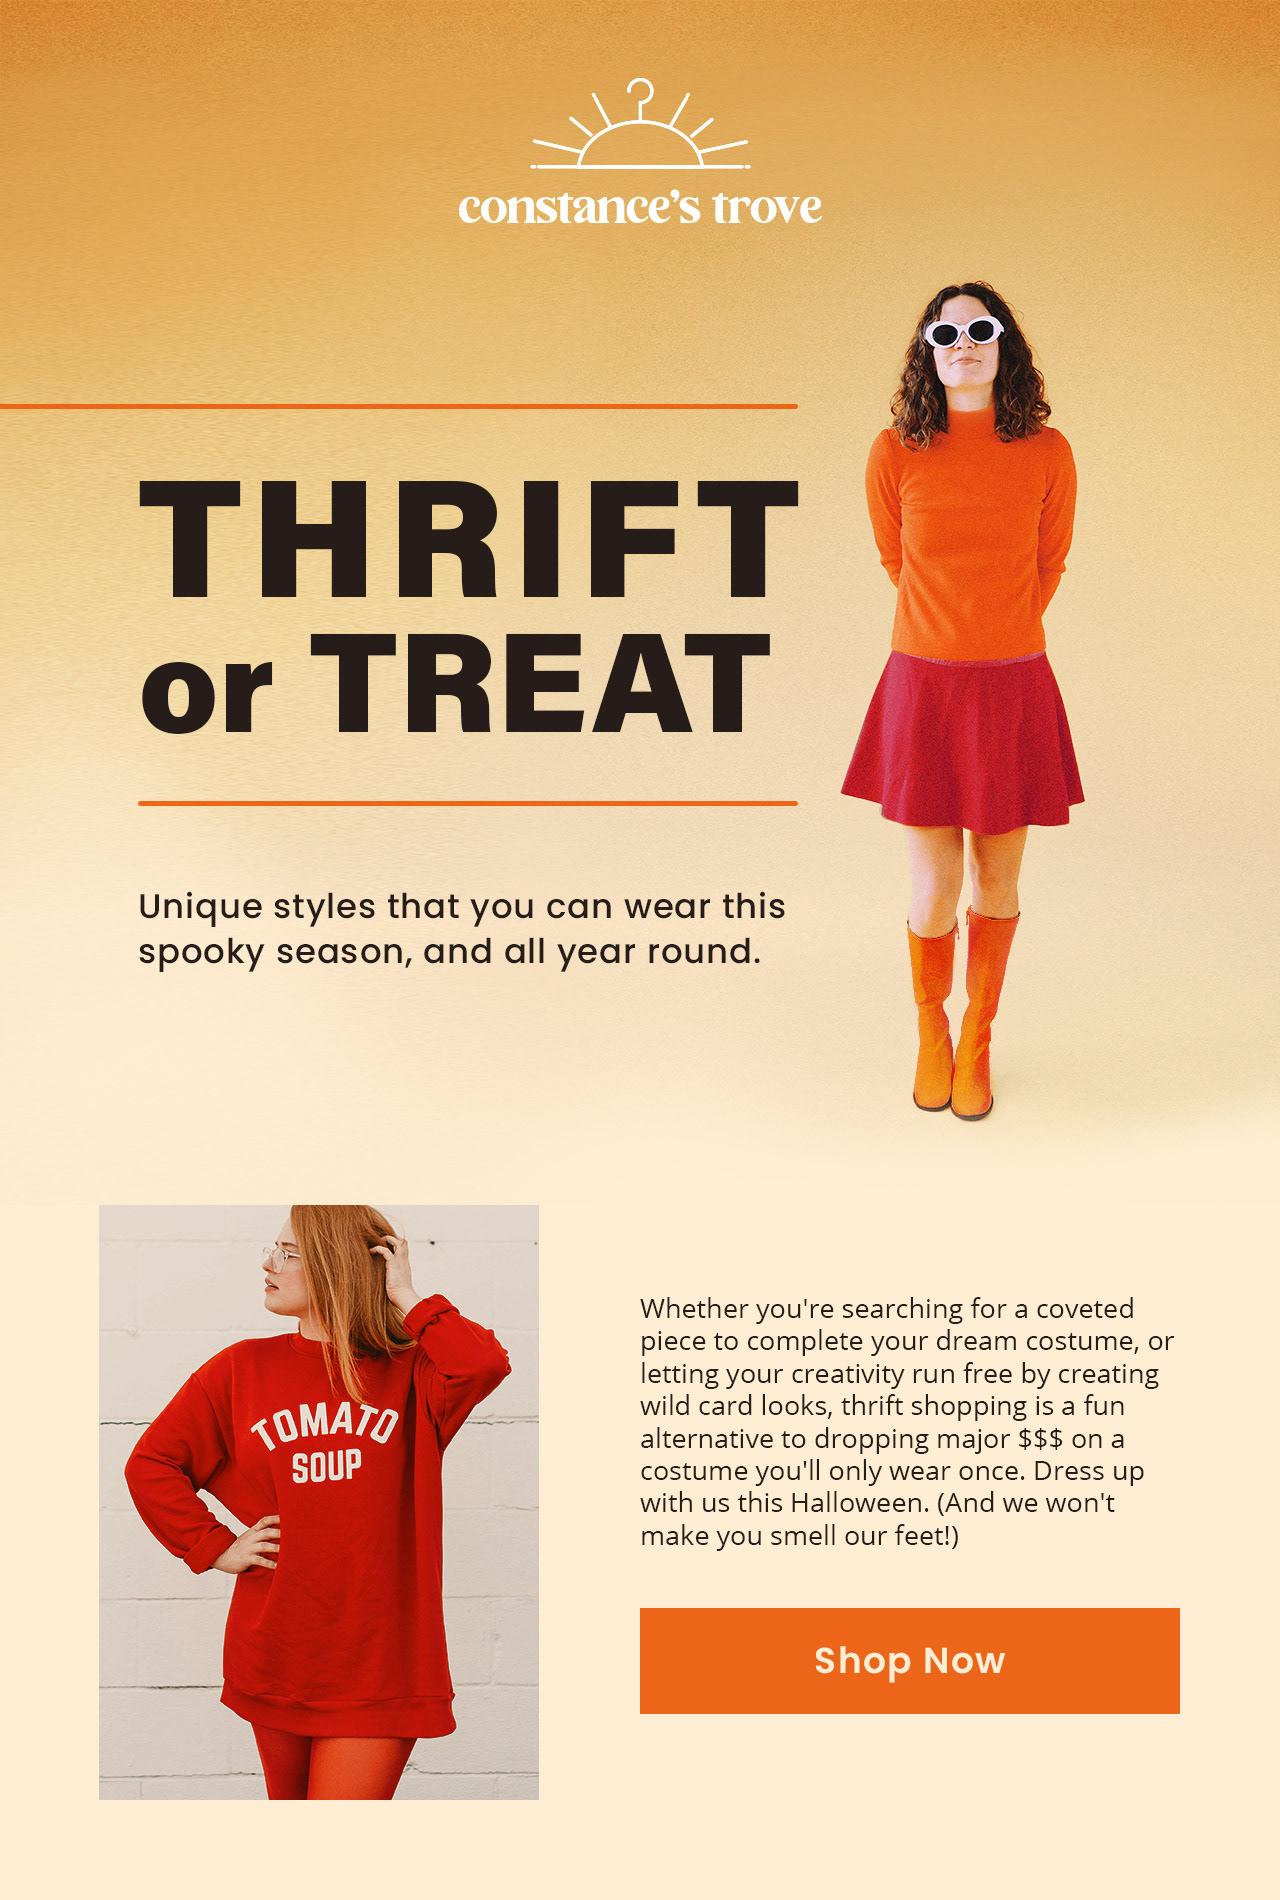 constance's trove
THRIFT
or TREAT
Unique styles that you can wear this
spooky season, and all year round.
TOMATO
SOUP
Whether you're searching for a coveted
piece to complete your dream costume, or
letting your creativity run free by creating
wild card looks, thrift shopping is a fun
alternative to dropping major $$$ on a
costume you'll only wear once. Dress up
with us this Halloween. (And we won't
make you smell our feet!)
Shop Now